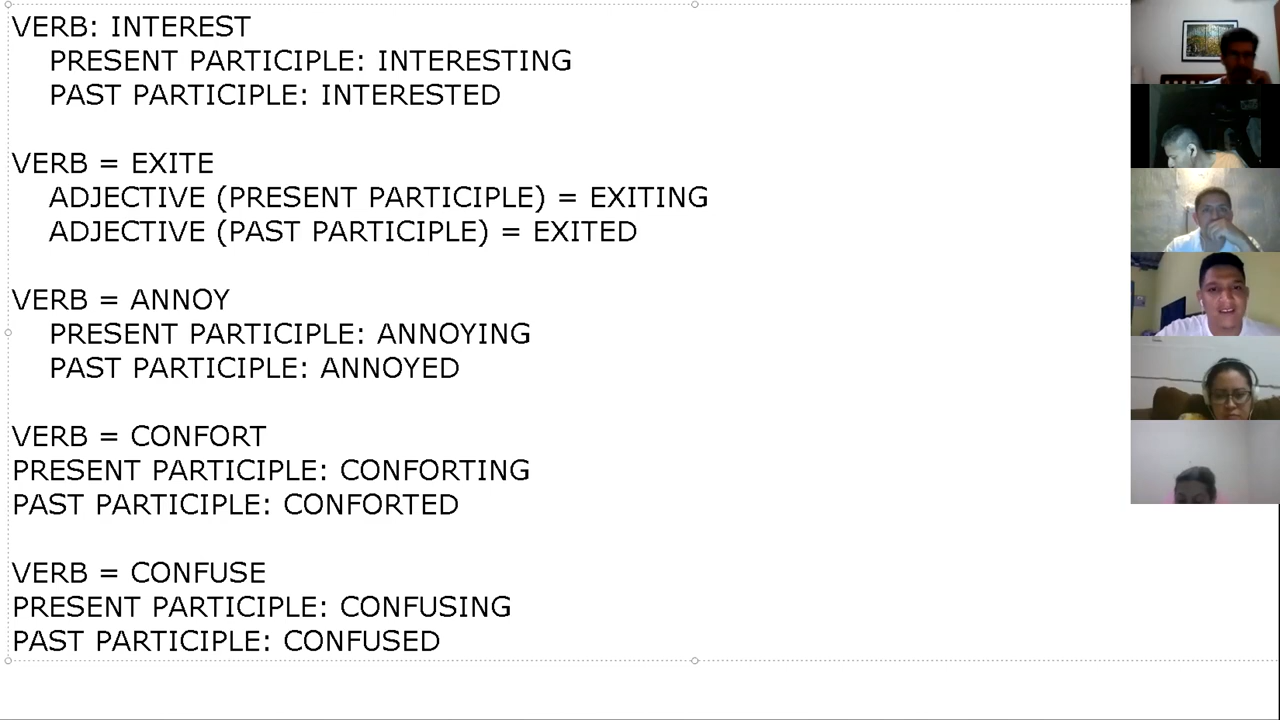 VERB: INTEREST
PRESENT PARTICIPLE: INTERESTING
PAST PARTICIPLE: INTERESTED
VERB = EXITE
ADJECTIVE (PRESENT PARTICIPLE) = EXITING
ADJECTIVE (PAST PARTICIPLE) = EXITED
VERB = ANNOY
PRESENT PARTICIPLE: ANNOYING
PAST PARTICIPLE: ANNOYED
VERB = CONFORT
PRESENT PARTICIPLE: CONFORTING
PAST PARTICIPLE: CONFORTED
VERB = CONFUSE
PRESENT PARTICIPLE: CONFUSING
PAST PARTICIPLE: CONFUSED